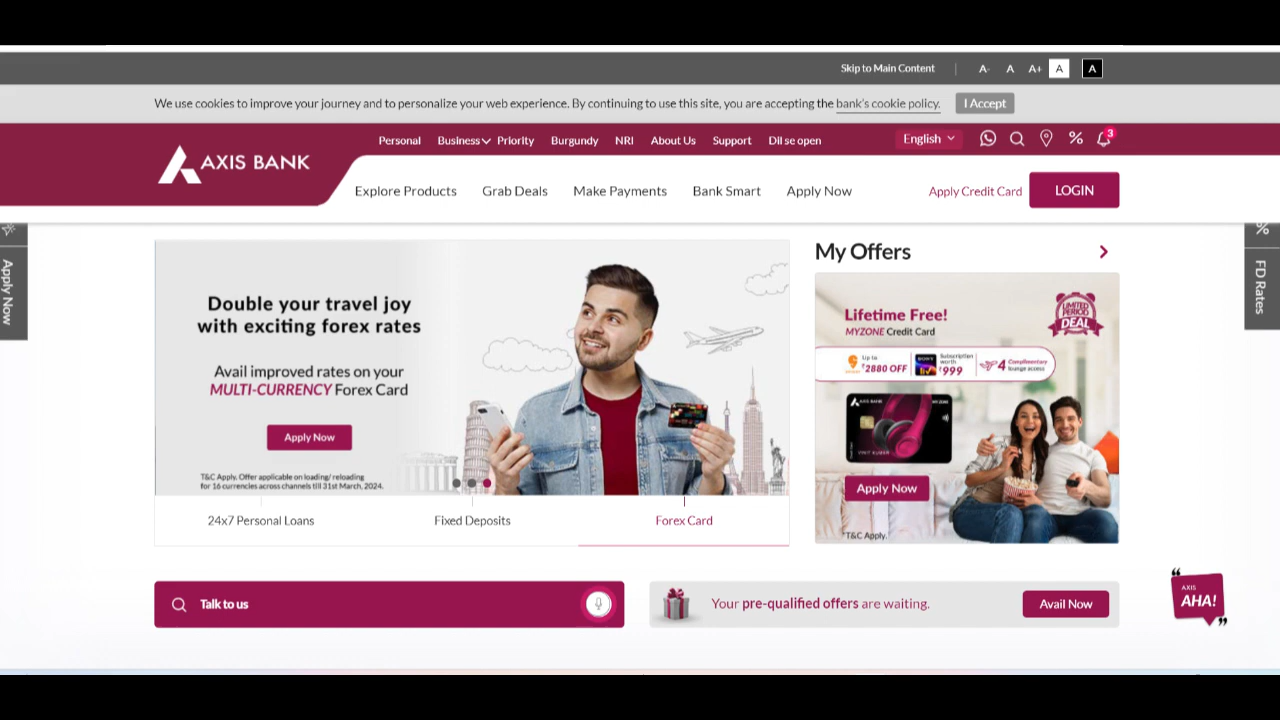 Skip to Main Content | A- A A+ A A
We use cookies to improve your journey and to personalize your web experience. By continuing to use this site, you are accepting the bank's cookie policy. I Accept
Personal Business Priority Burgundy NRI About Us Support Dil se open English % 3
AXIS BANK
Explore Products Grab Deals Make Payments Bank Smart Apply Now Apply Credit Card LOGIN
Apply Now
%
FD Rates
Double your travel joy
with exciting forex rates
Avail improved rates on your
MULTI-CURRENCY Forex Card
Apply Now
T&C Apply. Offer applicable on loading/ reloading
for 16 currencies across channels till 31st March, 2024.
24x7 Personal Loans Fixed Deposits Forex Card
My Offers
Lifetime Free!
MYZONE Credit Card
LIMITED
PERIOD
DEAL
Up to
₹2880 OFF
Subscription
worth
₹999
4 Complimentary
lounge access
AXIS BANK
Apply Now
*T&C Apply.
Talk to us
Your pre-qualified offers are waiting. Avail Now
AXIS
AHA!